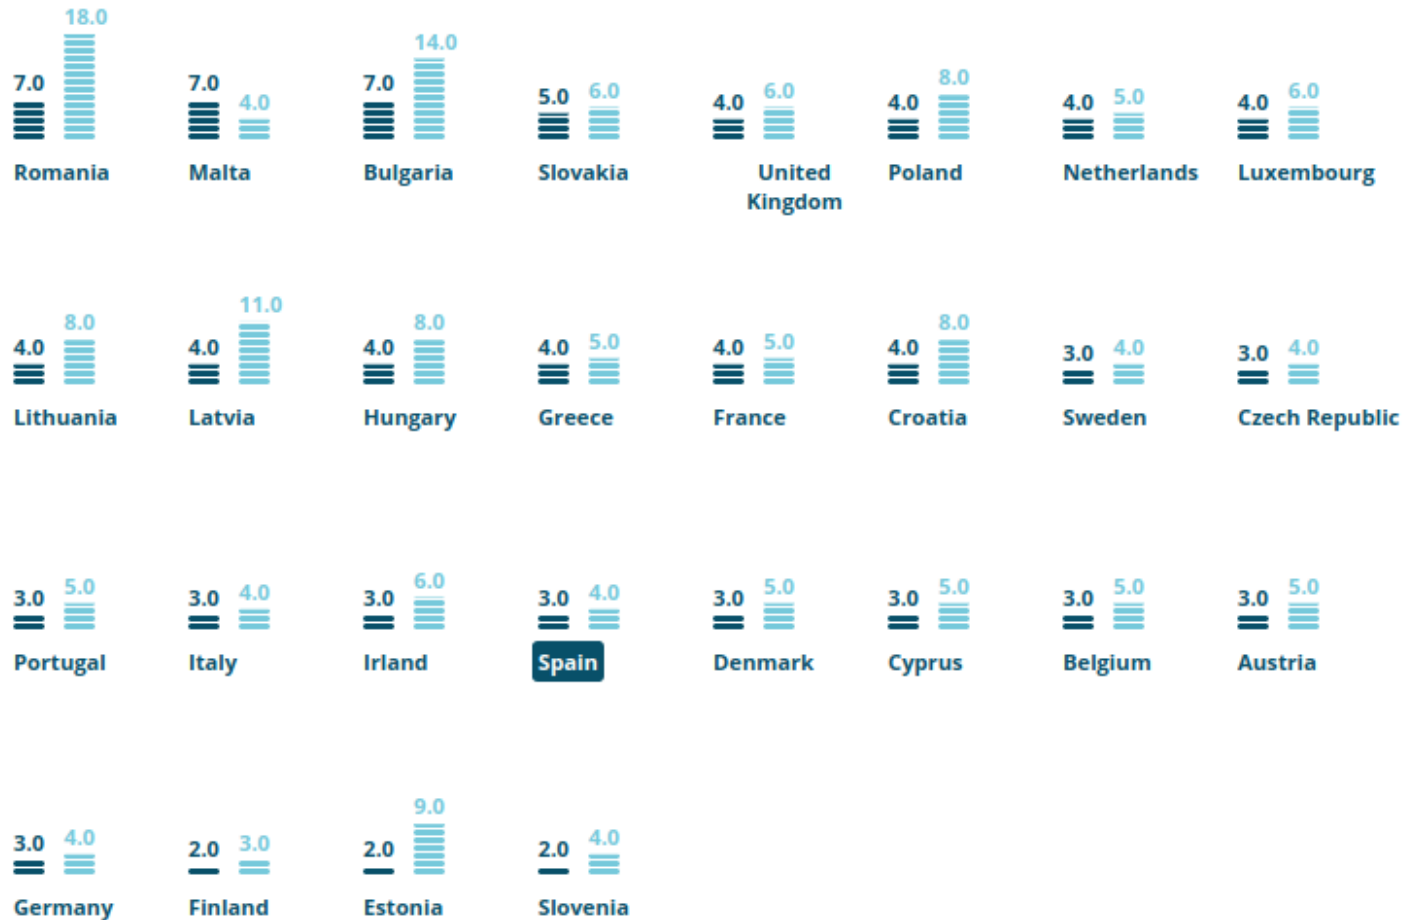 18.0
14.0
7.0 7.0 4.0 7.0 5.0 6.0 4.0 6.0 4.0 8.0 4.0 5.0 4.0 6.0
Romania Malta Bulgaria Slovakia United Poland Netherlands Luxembourg
Kingdom
11.0
4.0 8.0 4.0 4.0 8.0 4.0 5.0 4.0 5.0 4.0 8.0 3.0 4.0 3.0 4.0
Lithuania Latvia Hungary Greece France Croatia Sweden Czech Republic
3.0 5.0 3.0 4.0 3.0 6.0 3.0 4.0 3.0 5.0 3.0 5.0 3.0 5.0 3.0 5.0
Portugal Italy Irland Spain Denmark Cyprus Belgium Austria
9.0
3.0 4.0 2.0 3.0 2.0 2.0 4.0
Germany Finland Estonia Slovenia